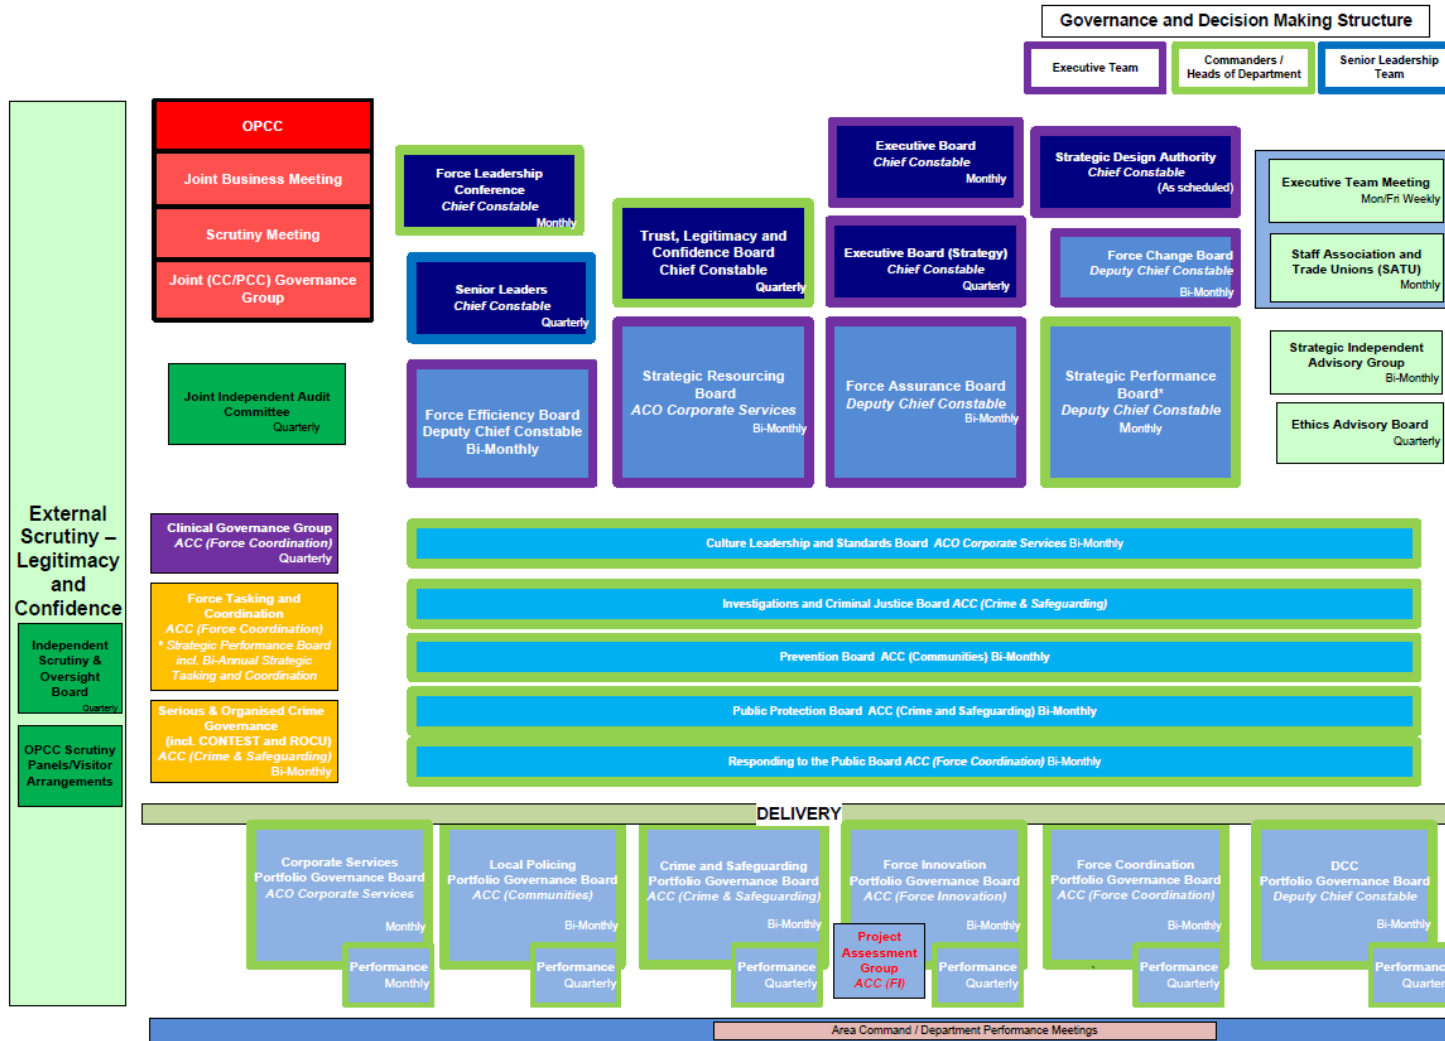 Governance and Decision Making Structure
Executive Team
Commanders /
Heads of Department
Senior Leadership
Team
External
Scrutiny –
Legitimacy
and
Confidence
Independent
Scrutiny &
Oversight
Board
Quarterly
OPCC Scrutiny
Panels/Visitor
Arrangements
OPCC
Joint Business Meeting
Scrutiny Meeting
Joint (CC/PCC) Governance
Group
Joint Independent Audit
Committee
Quarterly
Force Leadership
Conference
Chief Constable
Monthly
Senior Leaders
Chief Constable
Quarterly
Force Efficiency Board
Deputy Chief Constable
Bi-Monthly
Trust, Legitimacy and
Confidence Board
Chief Constable
Quarterly
Strategic Resourcing
Board
ACO Corporate Services
Bi-Monthly
Executive Board
Chief Constable
Monthly
Executive Board (Strategy)
Chief Constable
Quarterly
Force Assurance Board
Deputy Chief Constable
Bi-Monthly
Strategic Design Authority
Chief Constable
(As scheduled)
Force Change Board
Deputy Chief Constable
Bi-Monthly
Strategic Performance
Board*
Deputy Chief Constable
Monthly
Executive Team Meeting
Mon/Fri Weekly
Staff Association and
Trade Unions (SATU)
Monthly
Strategic Independent
Advisory Group
Bi-Monthly
Ethics Advisory Board
Quarterly
Clinical Governance Group
ACC (Force Coordination)
Quarterly
Force Tasking and
Coordination
ACC (Force Coordination)
* Strategic Performance Board
incl. Bi-Annual Strategic
Tasking and Coordination
Serious & Organised Crime
Governance
(incl. CONTEST and ROCU)
ACC (Crime & Safeguarding)
Bi-Monthly
Culture Leadership and Standards Board ACO Corporate Services Bi-Monthly
Investigations and Criminal Justice Board ACC (Crime & Safeguarding)
Prevention Board ACC (Communities) Bi-Monthly
Public Protection Board ACC (Crime and Safeguarding) Bi-Monthly
Responding to the Public Board ACC (Force Coordination) Bi-Monthly
DELIVERY
Corporate Services
Portfolio Governance Board
ACO Corporate Services
Monthly
Performance
Monthly
Local Policing
Portfolio Governance Board
ACC (Communities)
Bi-Monthly
Performance
Quarterly
Crime and Safeguarding
Portfolio Governance Board
ACC (Crime & Safeguarding)
Bi-Monthly
Performance
Quarterly
Force Innovation
Portfolio Governance Board
ACC (Force Innovation)
Bi-Monthly
Project
Assessment
Group
ACC (FI)
Performance
Quarterly
Force Coordination
Portfolio Governance Board
ACC (Force Coordination)
Bi-Monthly
Performance
Quarterly
DCC
Portfolio Governance Board
Deputy Chief Constable
Bi-Monthly
Performanc
Quarter
Area Command / Department Performance Meetings